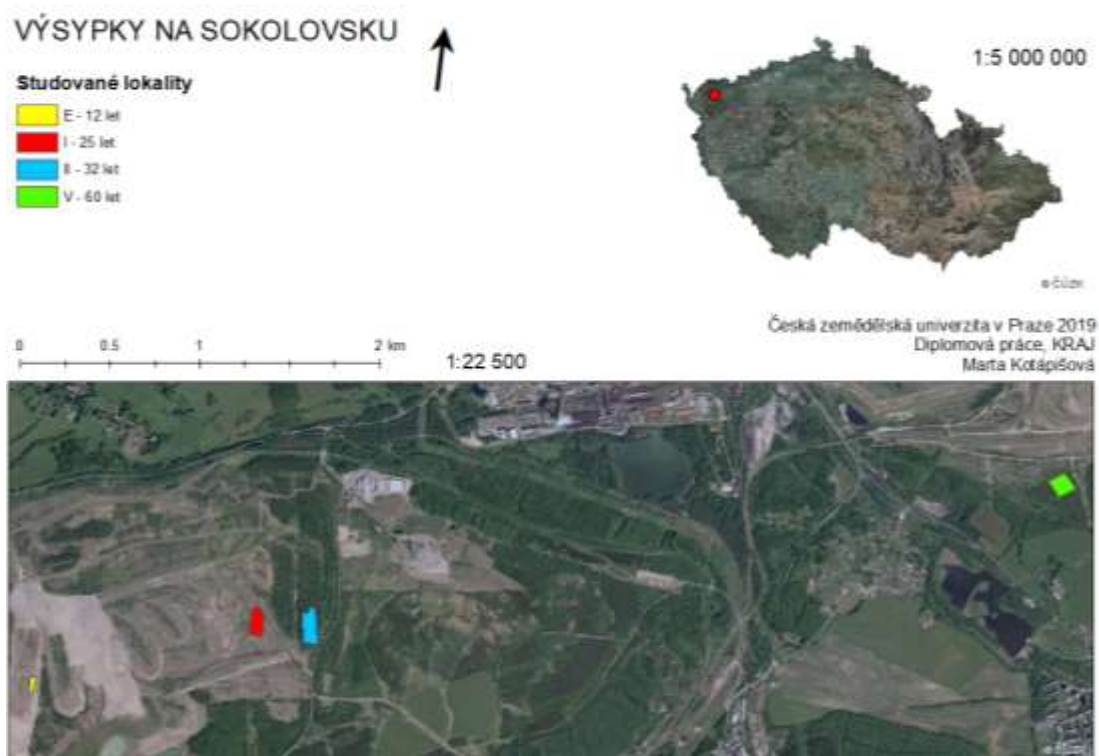 VÝSYPKY NA SOKOLOVSKU
Studované lokality
E - 12 let
I - 25 let
II - 32 let
V - 60 let
1:5 000 000
© ČÚZK
0 0.5 1 2 km
1:22 500
Česká zemědělská univerzita v Praze 2019
Diplomová práce, KRAJ
Marta Kotápišová